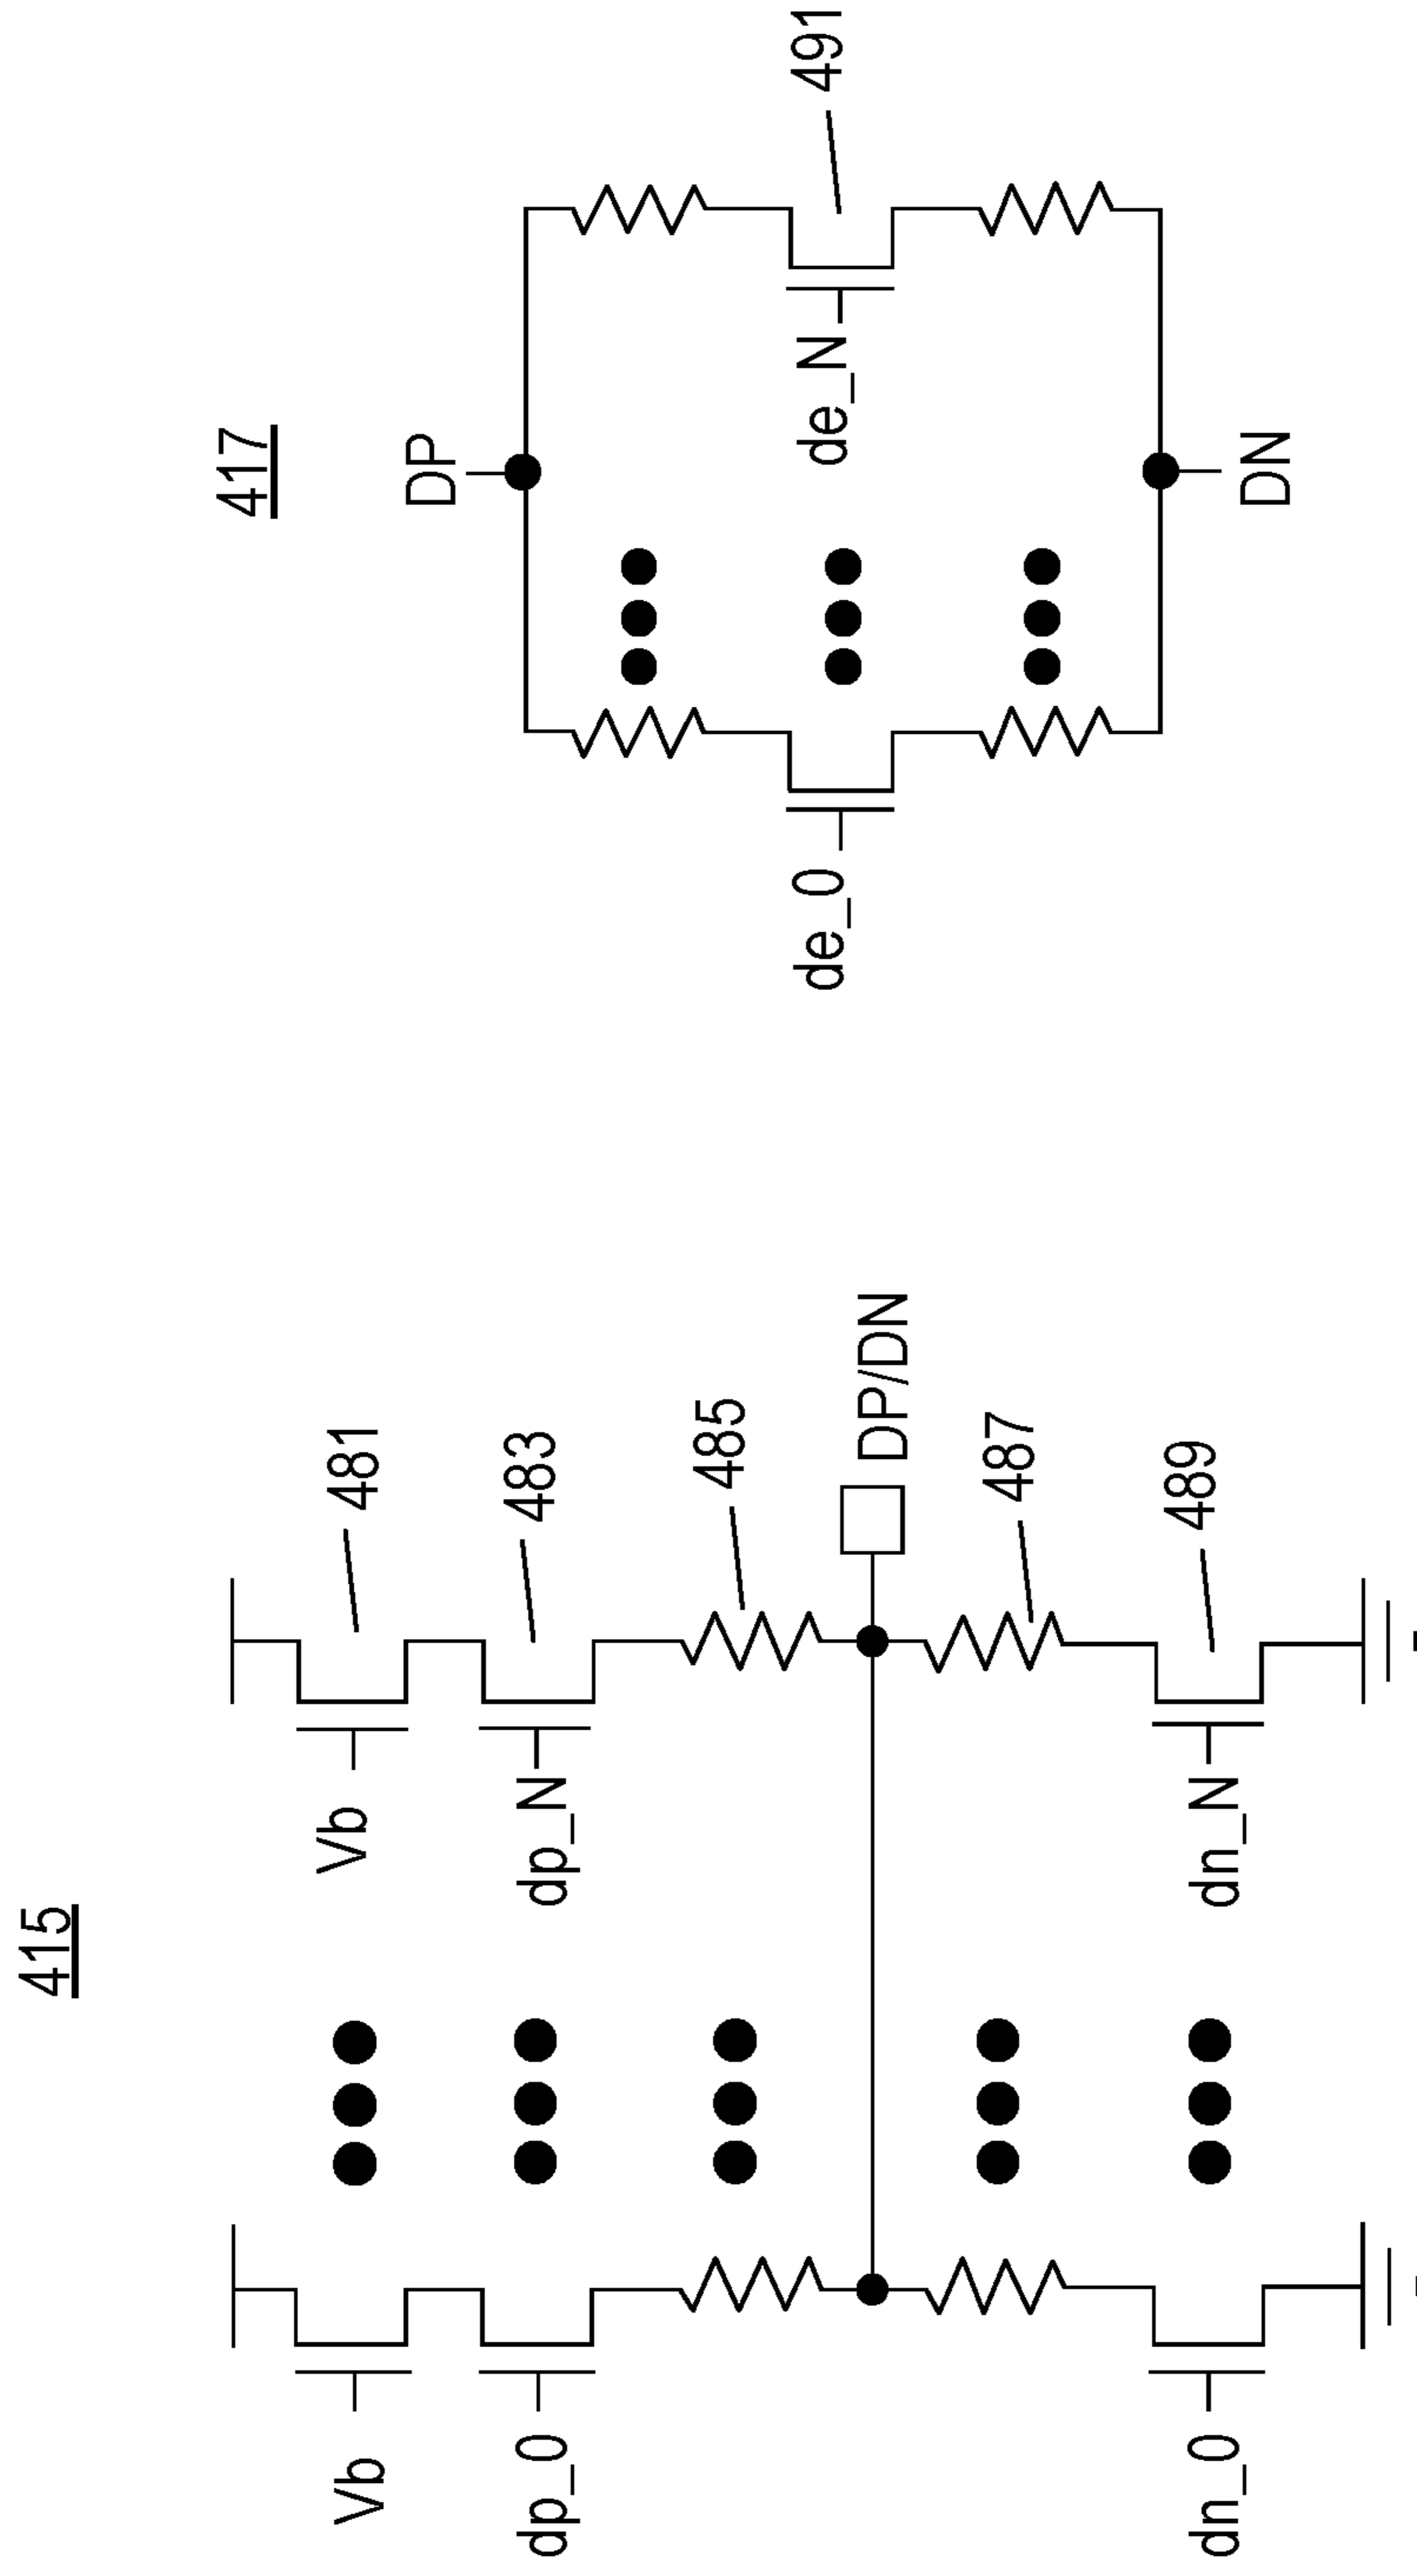 415
Vb
Vb
481
dp_0
dp_N
483
485
DP/DN
487
dn_0
dn_N
489
417
DP
de_0
de_N
491
DN